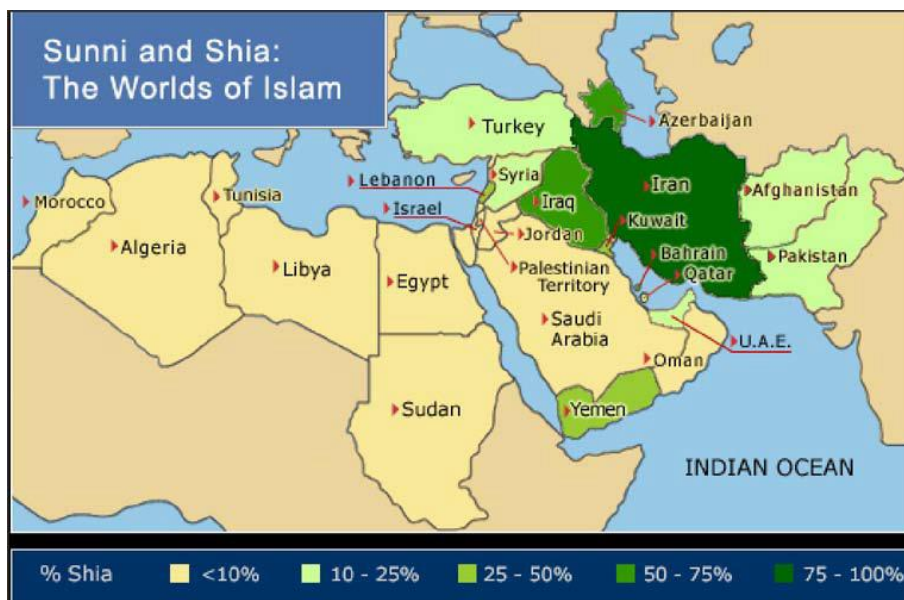 Sunni and Shia:
The Worlds of Islam
Turkey
Azerbaijan
Lebanon
Syria
Iran
Afghanistan
Morocco
Tunisia
Israel
Iraq
Kuwait
Algeria
Jordan
Bahrain
Pakistan
Libya
Egypt
Palestinian
Territory
Qatar
Saudi
Arabia
U.A.E.
Oman
Sudan
Yemen
INDIAN OCEAN
% Shia
<10%
10 - 25%
25 - 50%
50 - 75%
75 - 100%